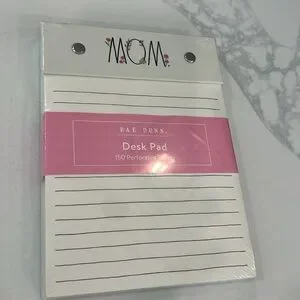 MOM
RAE DUNN
Desk Pad
150 Perforated